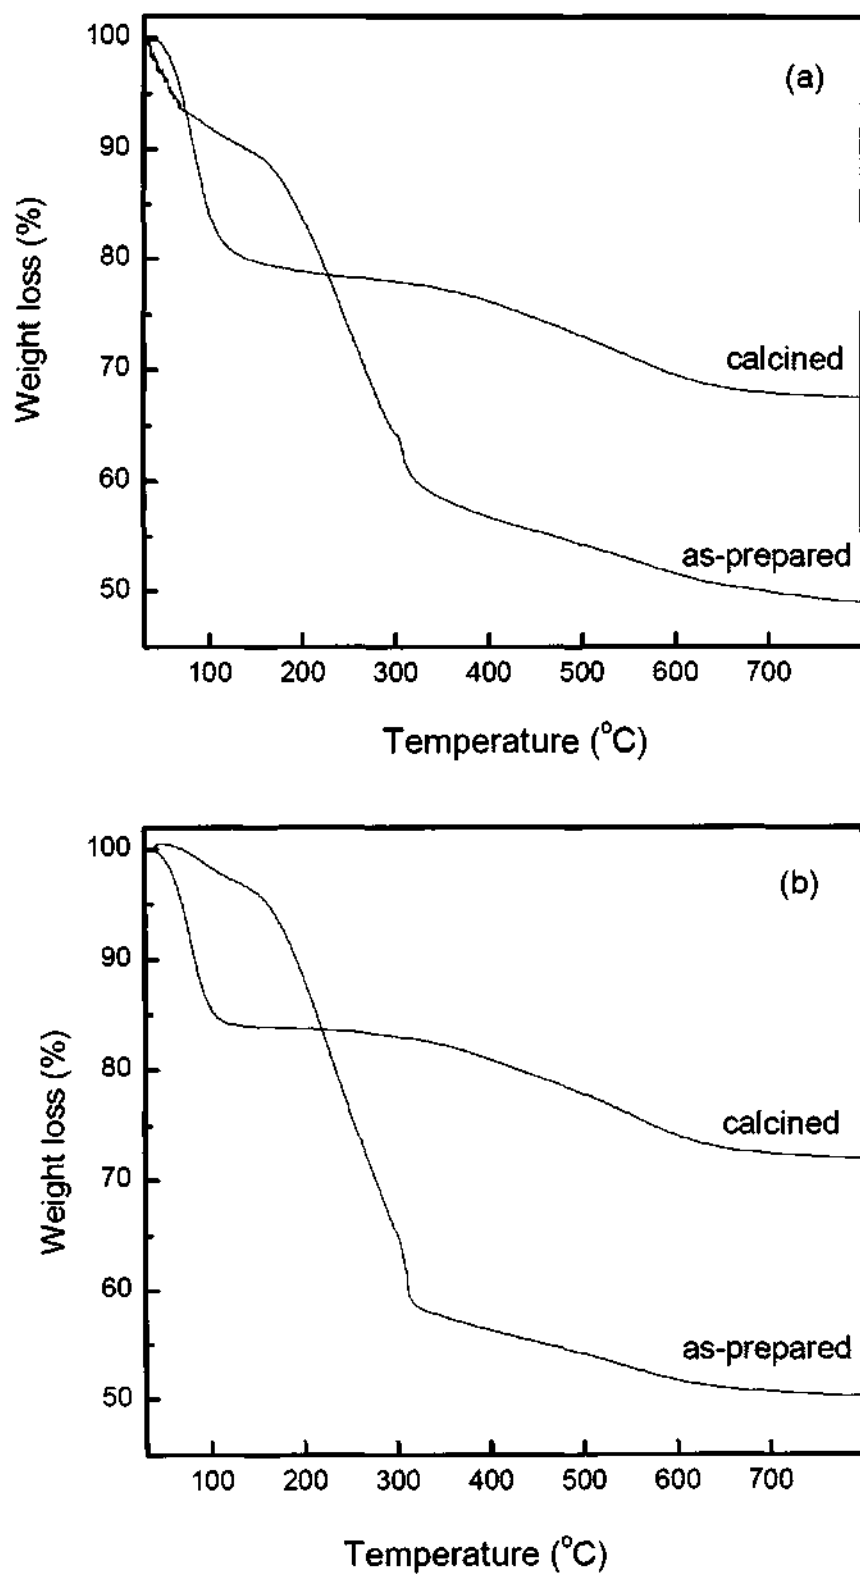 (a)
100
90
80
70
60
50
Weight loss (%)
calcined
as-prepared
100 200 300 400 500 600 700
Temperature (°C)
(b)
100
90
80
70
60
50
Weight loss (%)
calcined
as-prepared
100 200 300 400 500 600 700
Temperature (°C)